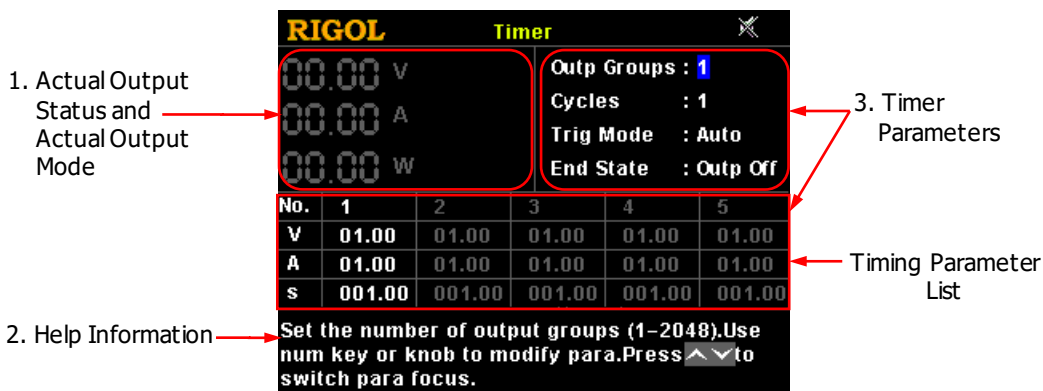 RIGOL Timer
1. Actual Output
Status and
Actual Output
Mode
00.00 V
00.00 A
00.00 W
Outp Groups : 1
Cycles : 1
Trig Mode : Auto
End State : Outp Off
3. Timer
Parameters
No. 1 2 3 4 5
V 01.00 01.00 01.00 01.00 01.00
A 01.00 01.00 01.00 01.00 01.00
s 001.00 001.00 001.00 001.00 001.00
Timing Parameter
List
2. Help Information
Set the number of output groups (1-2048).Use
num key or knob to modify para.Press to
switch para focus.